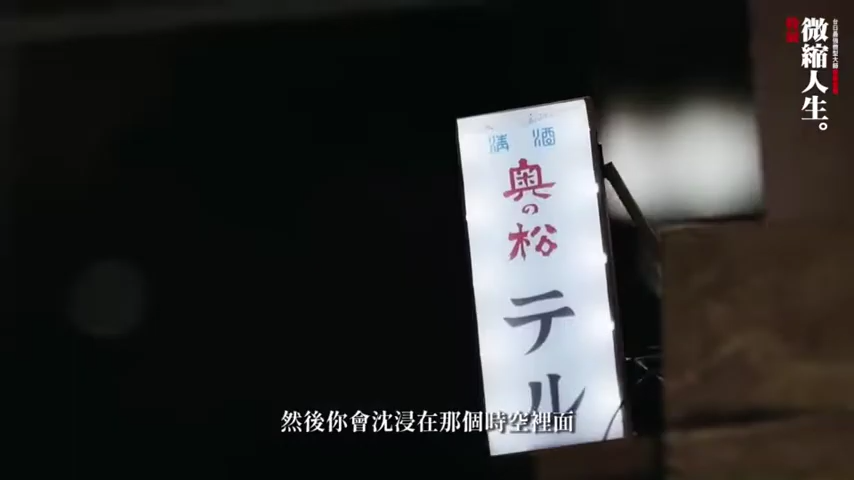 清酒
奥の松
テル
微縮人生。
然後你會沈浸在那個時空裡面